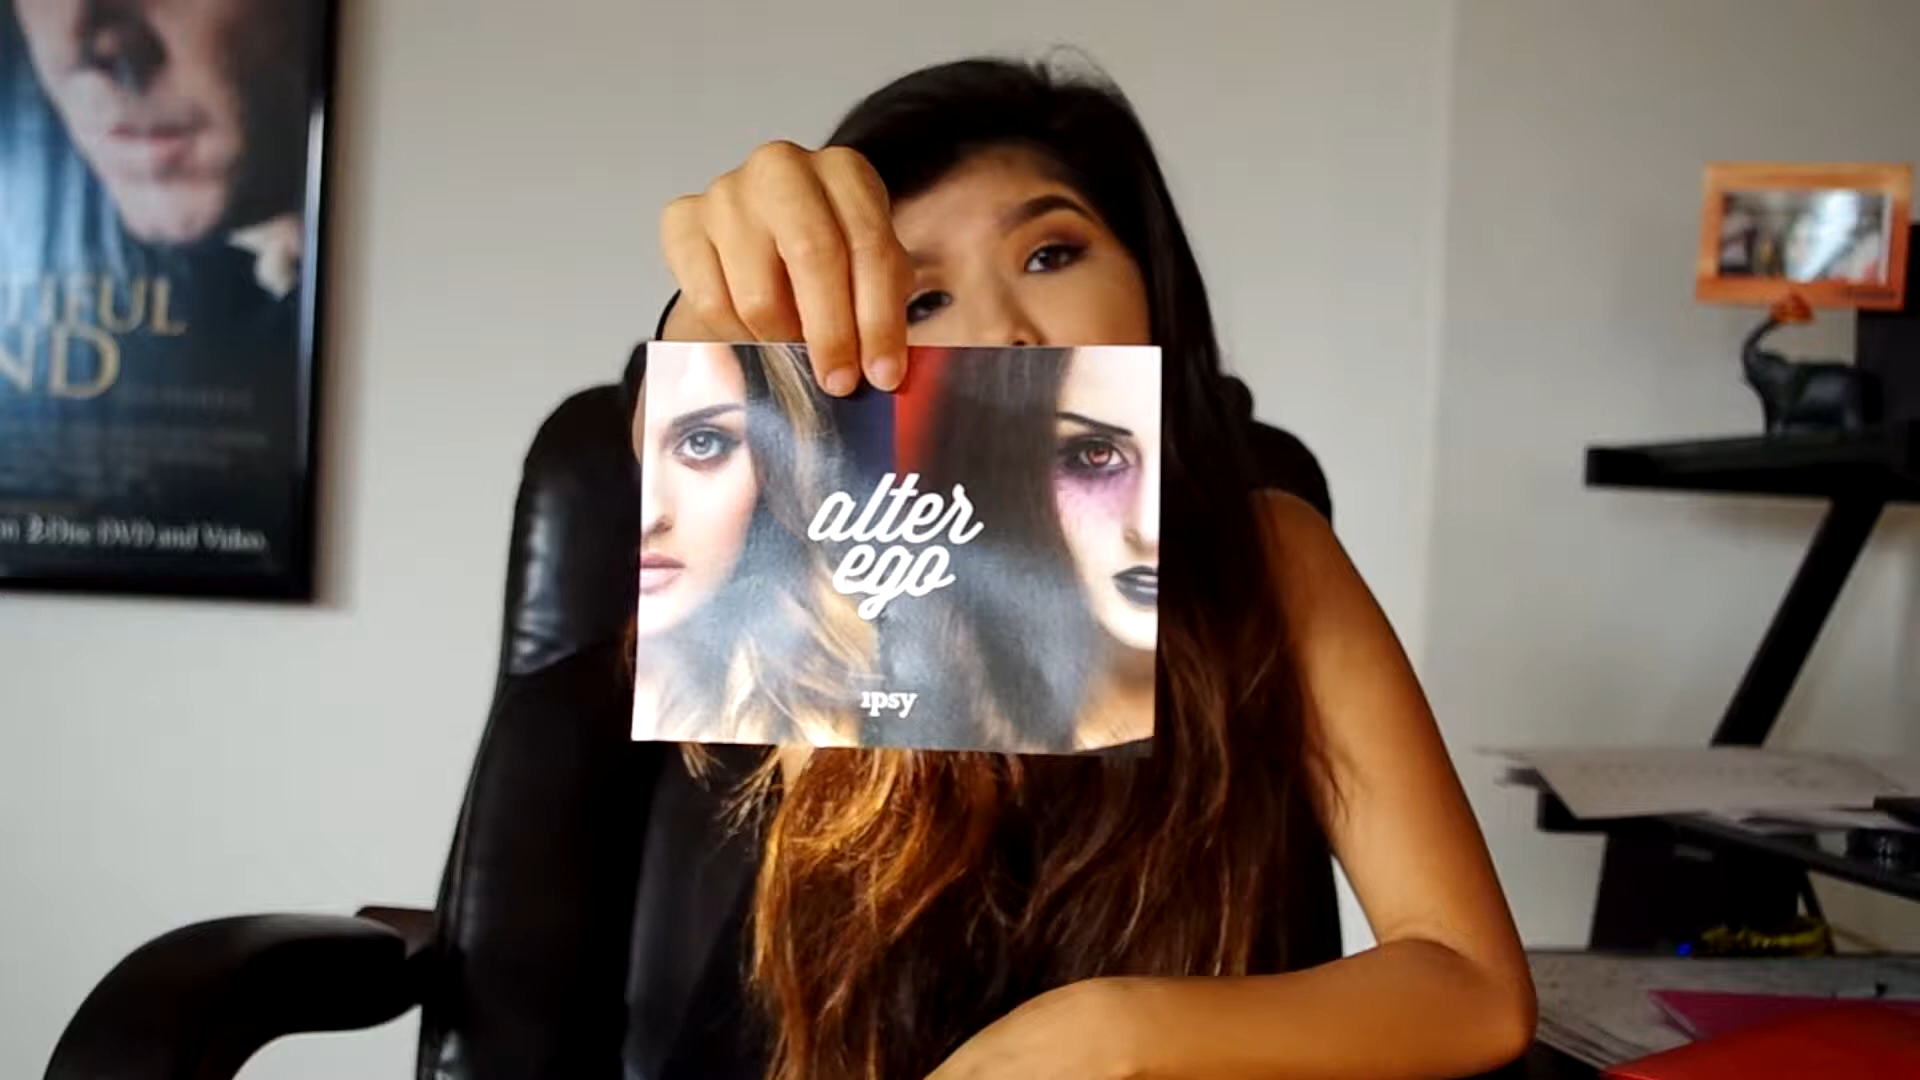 TIFUL
ND
2-Disc DVD and Video
alter
ego
ipsy